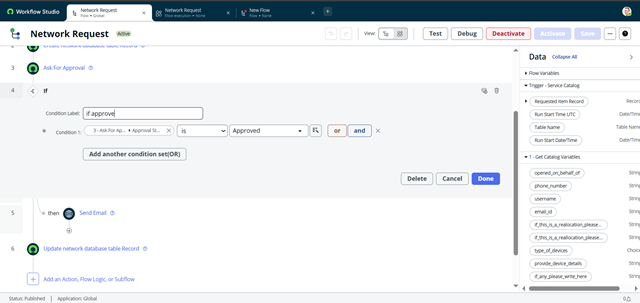 Workflow Studio
Network Request
Flow • Global
Network Request
Flow execution • None
New Flow
Flow • None
Network Request Active
View:
Test
Debug
Deactivate
Activate
Save
2 Create network database table Record
3 Ask For Approval
4 If
Condition Label: if approve
Condition 1: 3 - Ask For Ap... Approval St... is Approved or and
Add another condition set(OR)
Delete
Cancel
Done
5 then Send Email
6 Update network database table Record
Add an Action, Flow Logic, or Subflow
Data Collapse All
Flow Variables
Trigger - Service Catalog
Requested Item Record Record
Run Start Time UTC Date/Time
Table Name Table Name
Run Start Date/Time Date/Time
1 - Get Catalog Variables
opened_on_behalf_of String
phone_number String
username String
email_id String
if_this_is_a_reallocation_please... String
if_this_is_a_reallocation_please... String
type_of_devices Choice
provide_device_details String
if_any_please_write_here String
Status: Published
Application: Global